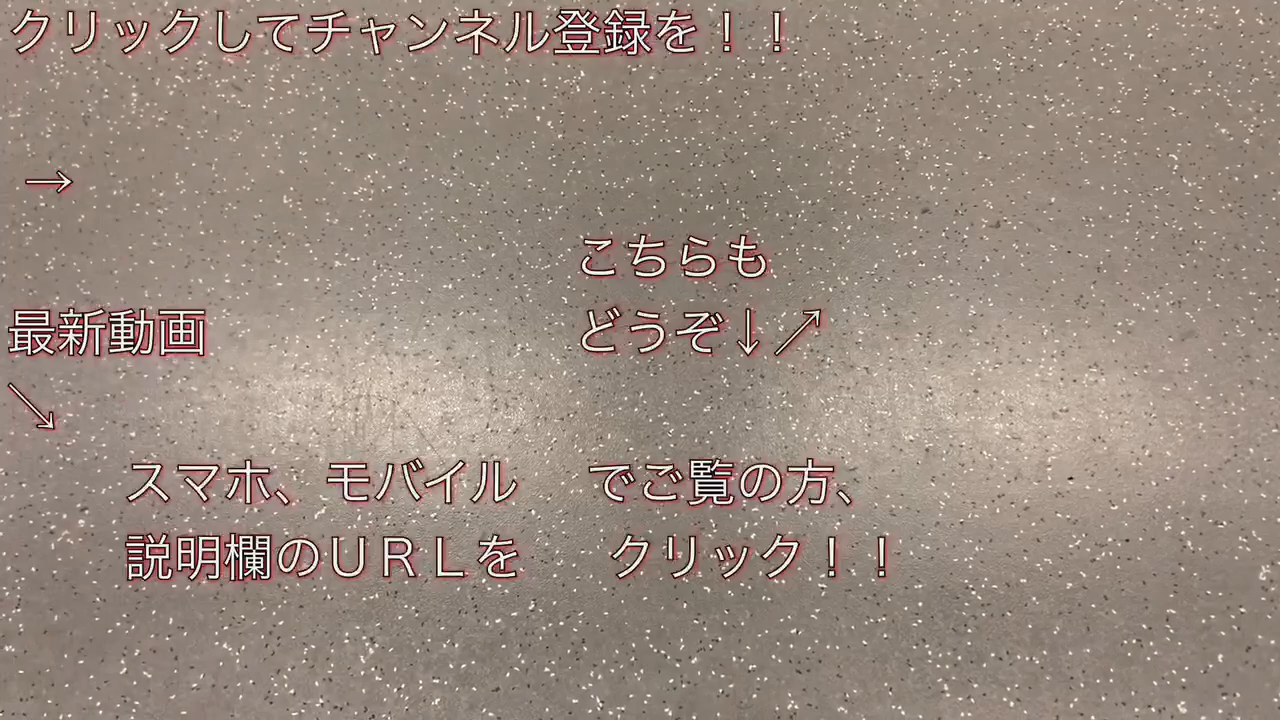 クリックしてチャンネル登録を！！
→
こちらも
最新動画
どうぞ↓↗
↘
スマホ、モバイル　でご覧の方、
説明欄のＵＲＬを　クリック！！